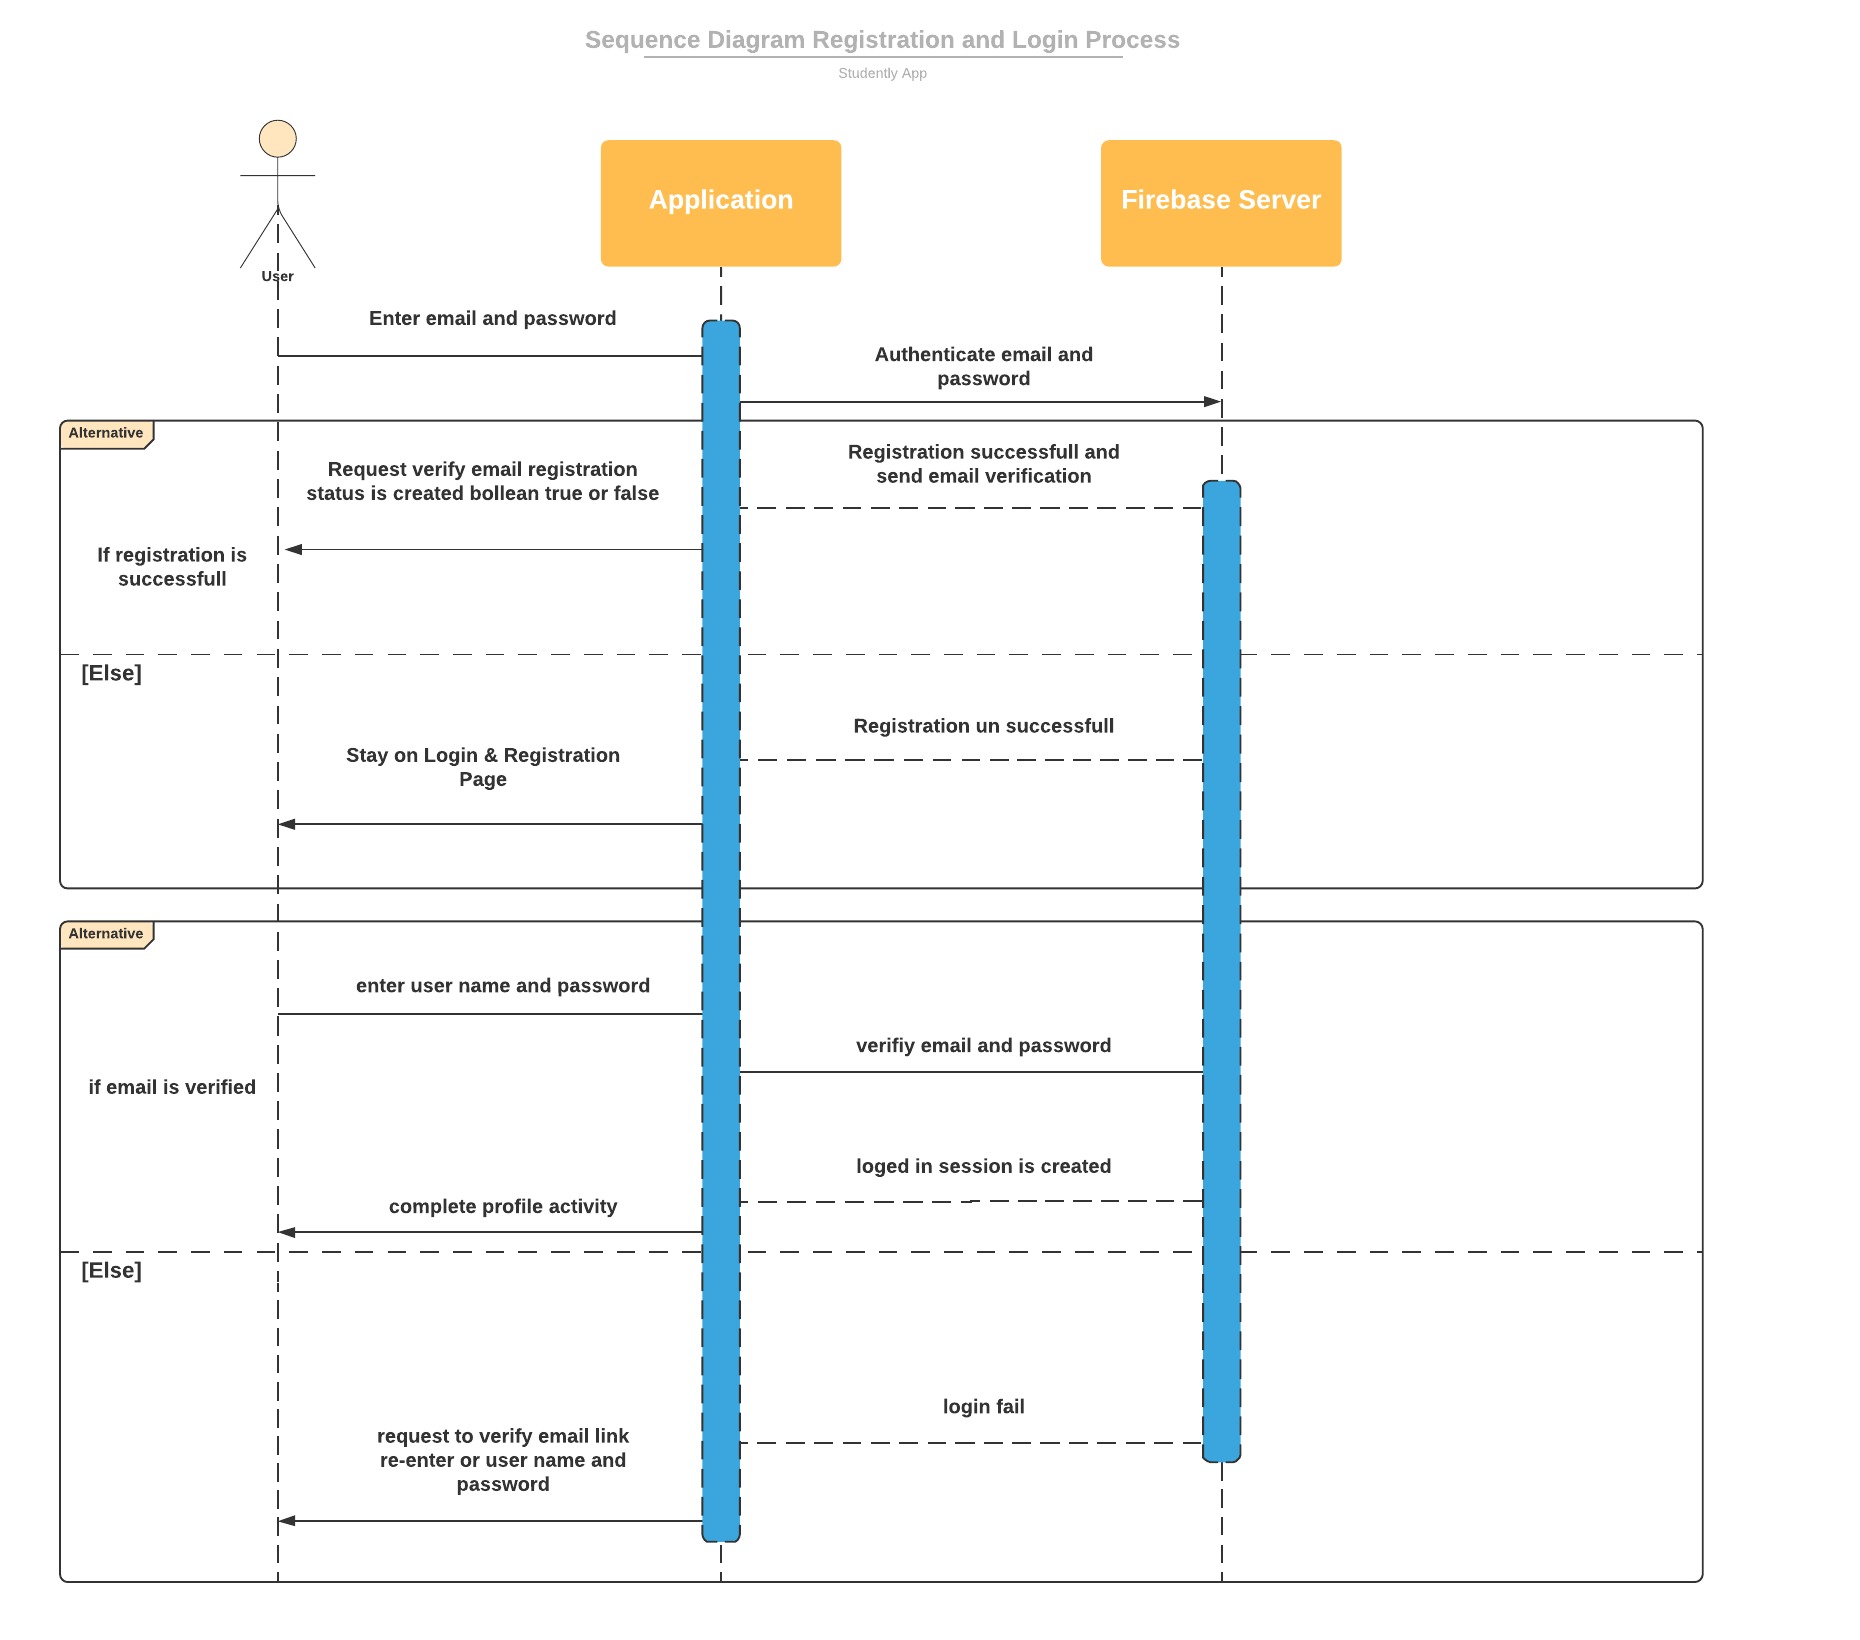 Sequence Diagram Registration and Login Process
Studently App
User
Application
Firebase Server
Enter email and password
Authenticate email and
password
Alternative
Registration successfull and
send email verification
Request verify email registration
status is created bollean true or false
If registration is
successfull
[Else]
Registration un successfull
Stay on Login & Registration
Page
Alternative
enter user name and password
verifiy email and password
if email is verified
loged in session is created
complete profile activity
[Else]
login fail
request to verify email link
re-enter or user name and
password